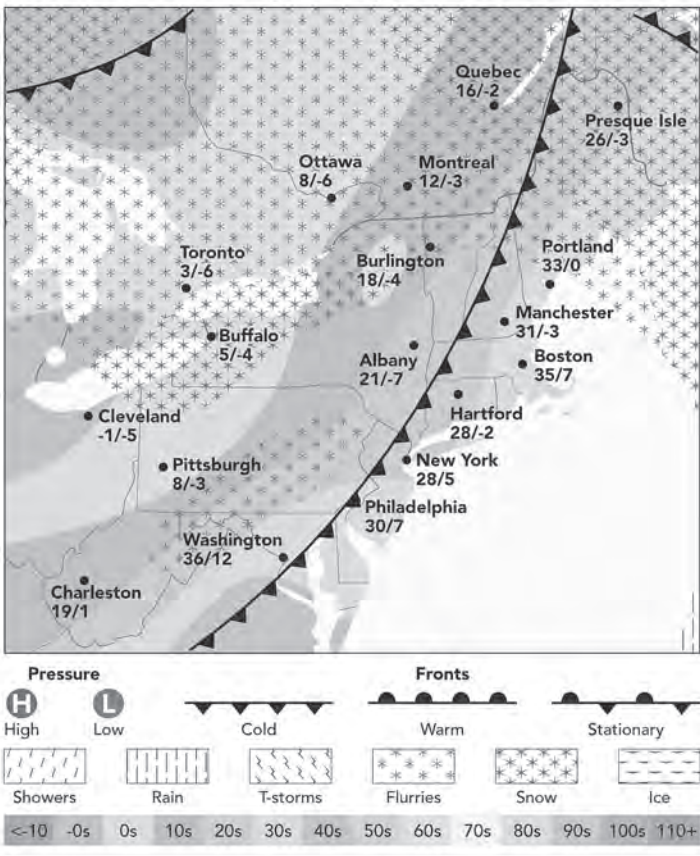 Quebec
16/-2
Presque Isle
26/-3
Ottawa
8/-6
Montreal
12/-3
Toronto
3/-6
Burlington
18/-4
Portland
33/0
Manchester
31/-3
Buffalo
5/-4
Albany
21/-7
Boston
35/7
Cleveland
-1/-5
Hartford
28/-2
Pittsburgh
8/-3
New York
28/5
Philadelphia
30/7
Washington
36/12
Charleston
19/1
Pressure
Fronts
H
L
High
Low
Cold
Warm
Stationary
Showers
Rain
T-storms
Flurries
Snow
Ice
<-10 -0s 0s 10s 20s 30s 40s 50s 60s 70s 80s 90s 100s 110+